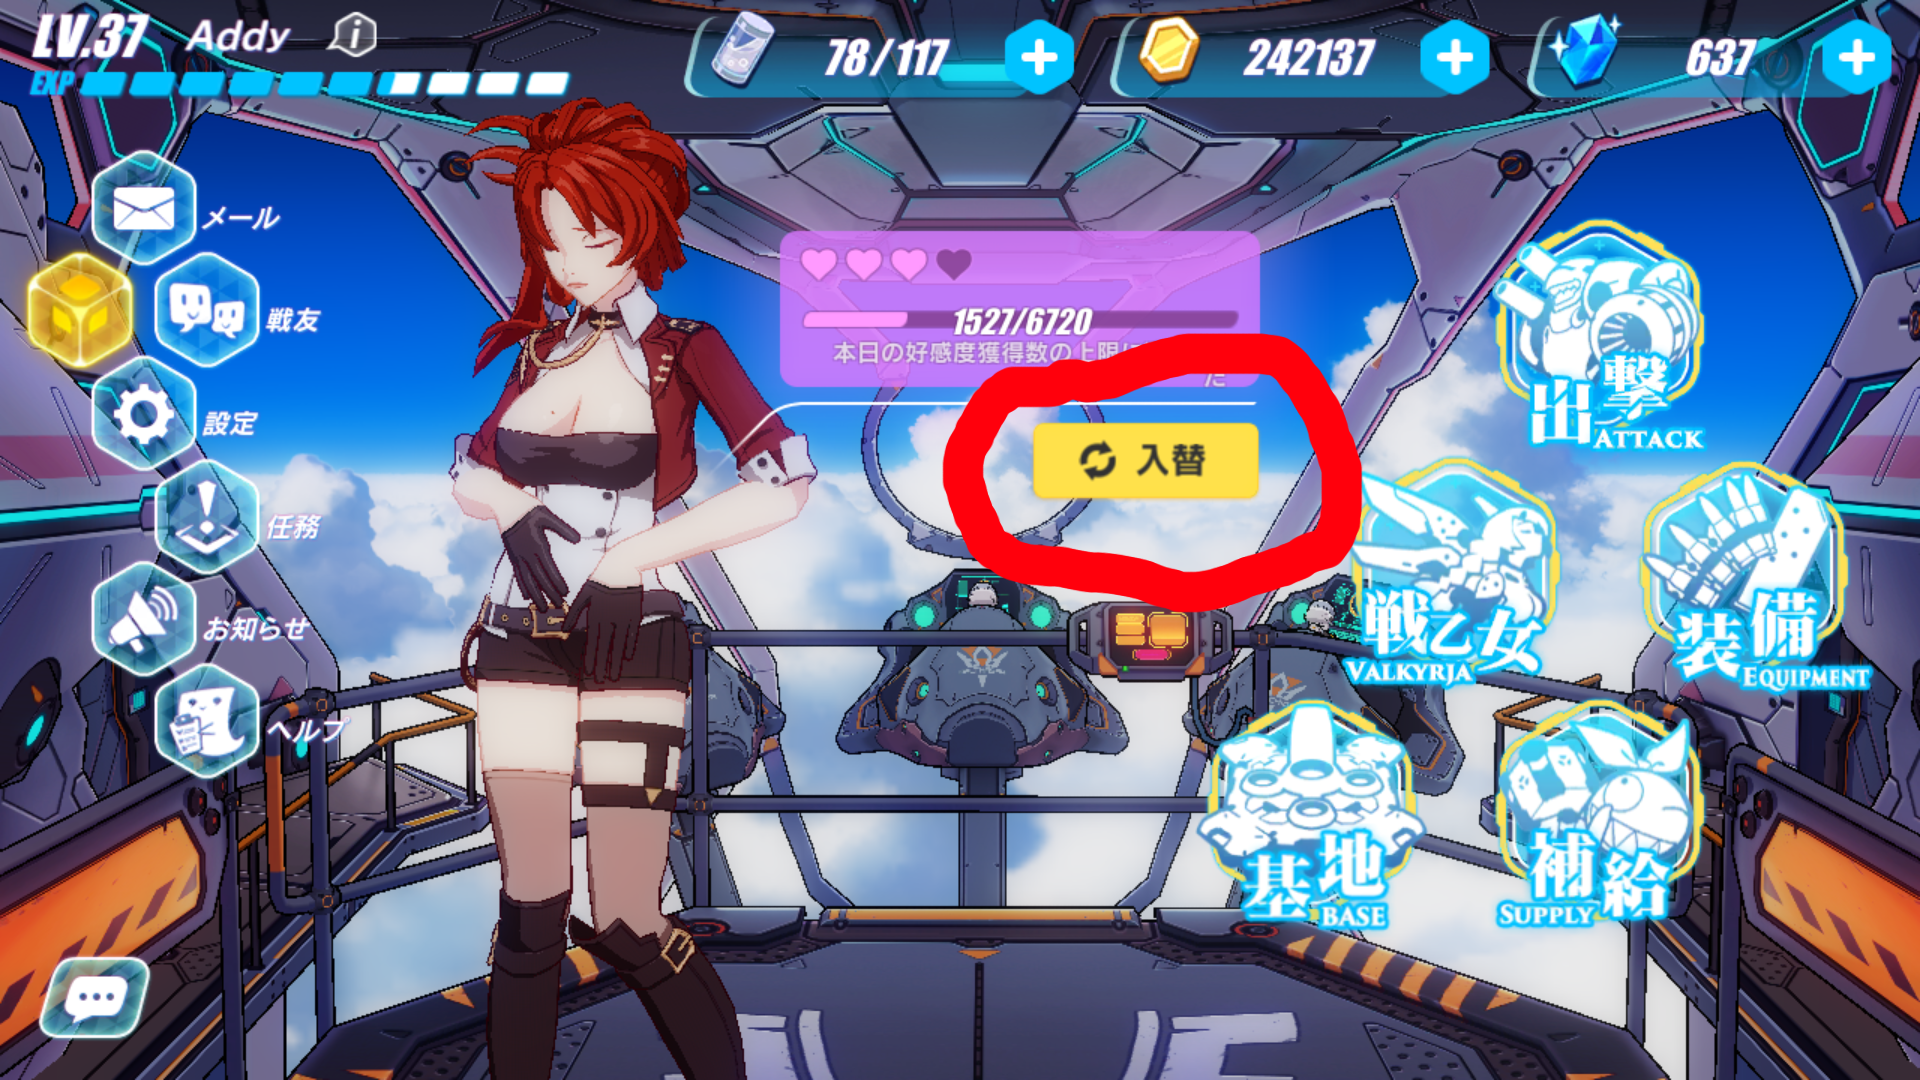 LV.37 Addy
EXP
78/117
242137
637
メール
戦友
設定
任務
お知らせ
ヘルプ
1527/6720
本日の好感度獲得数の上限に
た
入替
出撃
ATTACK
戦乙女
VALKYRJA
装備
EQUIPMENT
基地
BASE
補給
SUPPLY